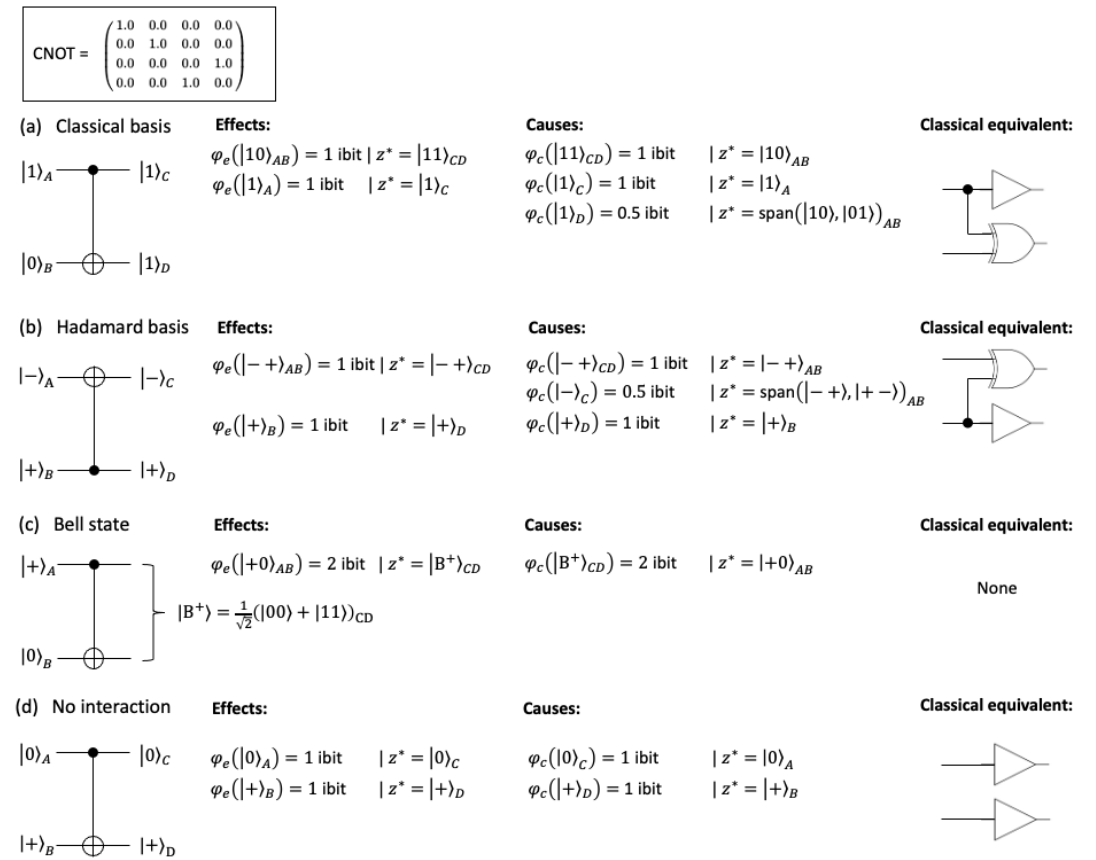 CNOT = ( 1.0 0.0 0.0 0.0
0.0 1.0 0.0 0.0
0.0 0.0 0.0 1.0
0.0 0.0 1.0 0.0 )
(a) Classical basis Effects: Causes: Classical equivalent:
|1⟩A |1⟩C φe(|10⟩AB) = 1 ibit | z* = |11⟩CD φc(|11⟩CD) = 1 ibit | z* = |10⟩AB
φe(|1⟩A) = 1 ibit | z* = |1⟩C φc(|1⟩C) = 1 ibit | z* = |1⟩A
φc(|1⟩D) = 0.5 ibit | z* = span(|10⟩, |01⟩)AB
|0⟩B |1⟩D
(b) Hadamard basis Effects: Causes: Classical equivalent:
|−⟩A |−⟩C φe(|− +⟩AB) = 1 ibit | z* = |− +⟩CD φc(|− +⟩CD) = 1 ibit | z* = |− +⟩AB
φc(|−⟩C) = 0.5 ibit | z* = span(|− +⟩, |+ −⟩)AB
φe(|+⟩B) = 1 ibit | z* = |+⟩D φc(|+⟩D) = 1 ibit | z* = |+⟩B
|+⟩B |+⟩D
(c) Bell state Effects: Causes: Classical equivalent:
|+⟩A φe(|+0⟩AB) = 2 ibit | z* = |B⁺⟩CD φc(|B⁺⟩CD) = 2 ibit | z* = |+0⟩AB
None
|B⁺⟩ = 1/√2 (|00⟩ + |11⟩)CD
|0⟩B
(d) No interaction Effects: Causes: Classical equivalent:
|0⟩A |0⟩C φe(|0⟩A) = 1 ibit | z* = |0⟩C φc(|0⟩C) = 1 ibit | z* = |0⟩A
φe(|+⟩B) = 1 ibit | z* = |+⟩D φc(|+⟩D) = 1 ibit | z* = |+⟩B
|+⟩B |+⟩D